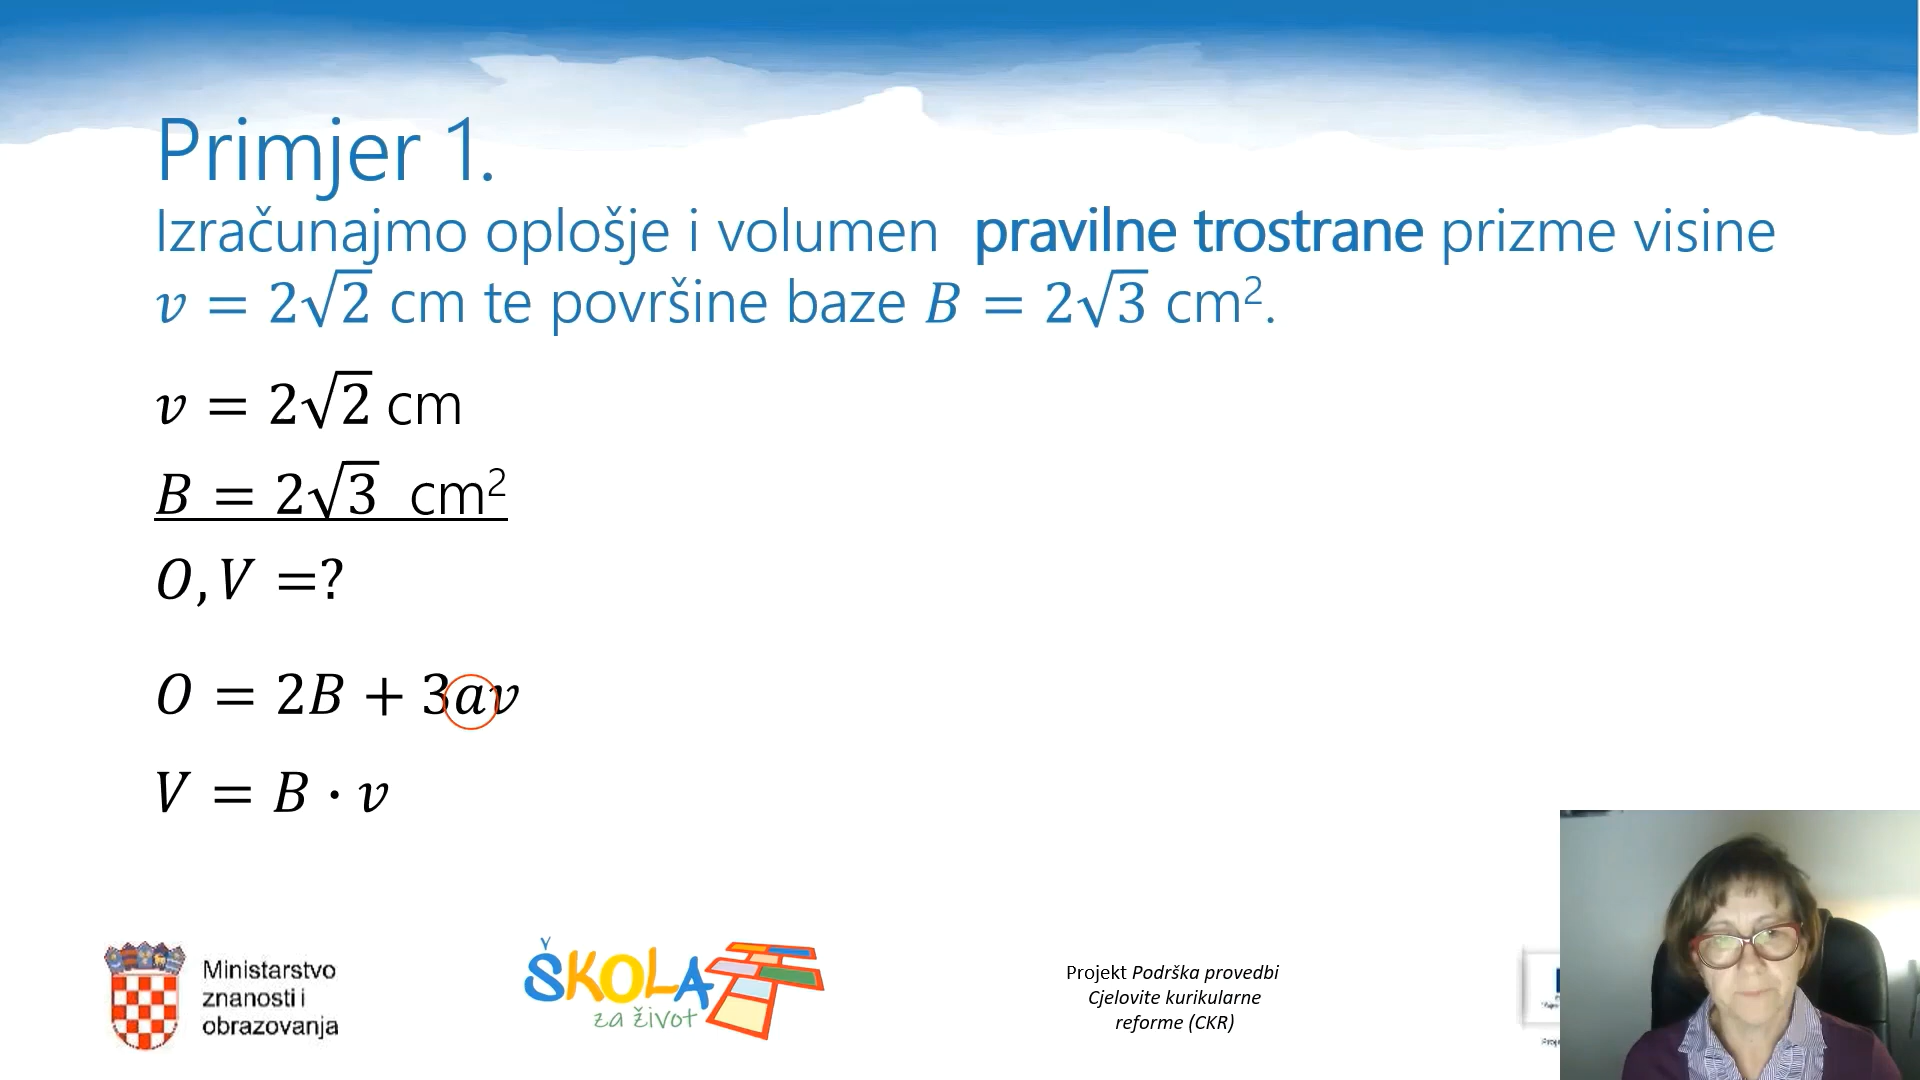 Primjer 1.
Izračunajmo oplošje i volumen pravilne trostrane prizme visine
v = 2√2 cm te površine baze B = 2√3 cm².
v = 2√2 cm
B = 2√3 cm²
O, V =?
O = 2B + 3av
V = B · v
Ministarstvo
znanosti i
obrazovanja
ŠKOLA
za život
Projekt Podrška provedbi
Cjelovite kurikularne
reforme (CKR)